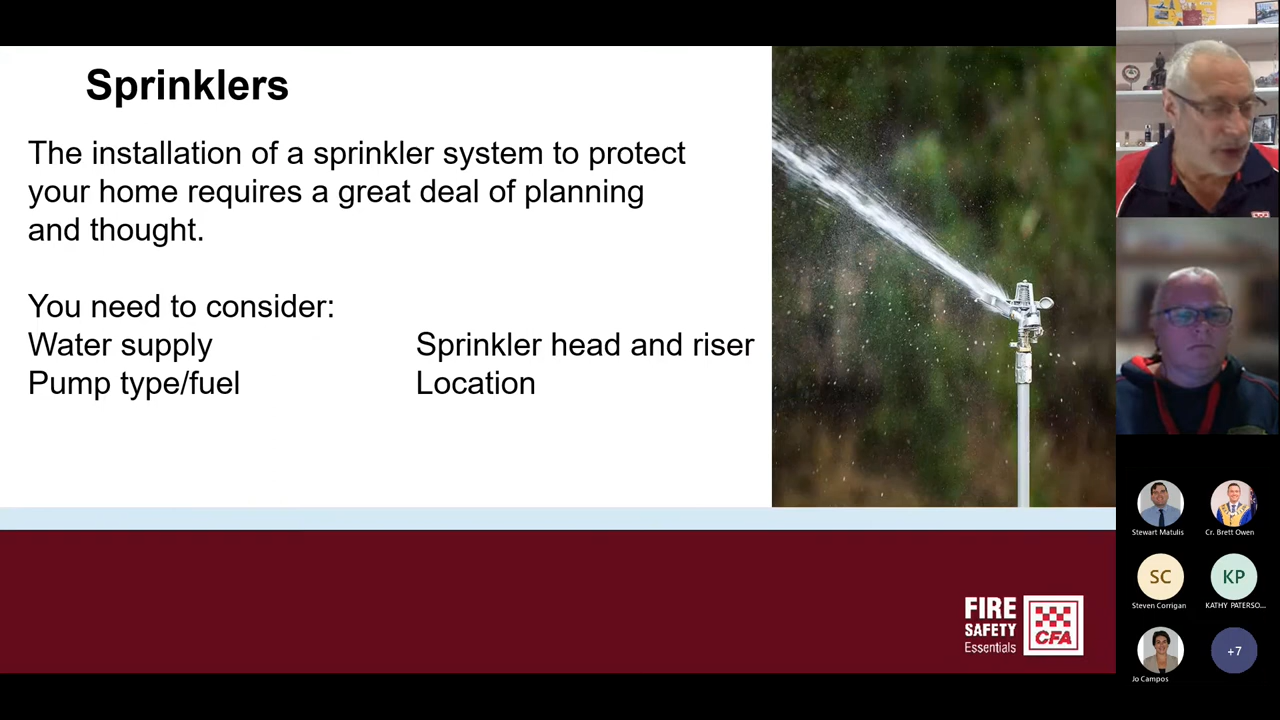 Sprinklers
The installation of a sprinkler system to protect
your home requires a great deal of planning
and thought.
You need to consider:
Water supply
Sprinkler head and riser
Pump type/fuel
Location
FIRE
SAFETY
Essentials
CFA
Stewart Matulis
Cr. Brett Owen
SC
KP
Steven Corrigan
KATHY PATERSO...
Jo Campos
+7